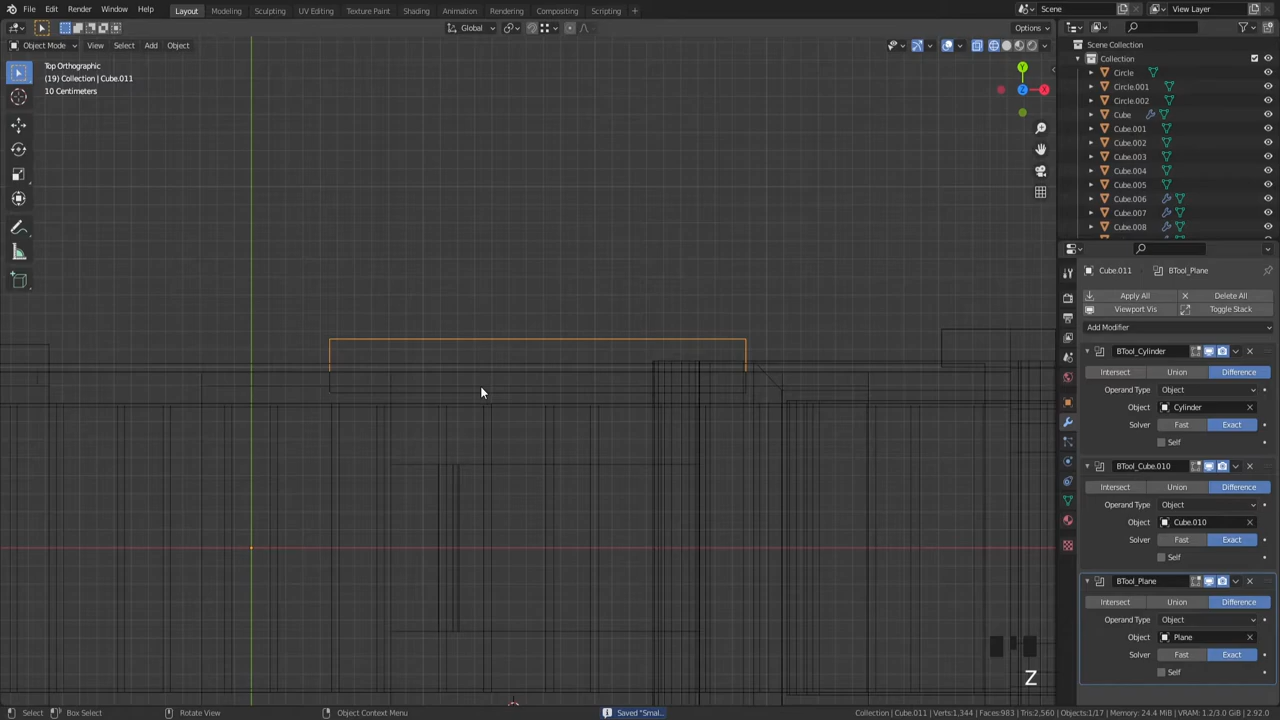 File Edit Render Window Help Layout Modeling Sculpting UV Editing Texture Paint Shading Animation Rendering Compositing Scripting + Scene View Layer
Global Options
Object Mode View Select Add Object
Top Orthographic
(19) Collection | Cube.011
10 Centimeters
Y
Z X
Scene Collection
Collection
Circle
Circle.001
Circle.002
Cube
Cube.001
Cube.002
Cube.003
Cube.004
Cube.005
Cube.006
Cube.007
Cube.008
Cube.011 BTool_Plane
Apply All Delete All
Viewport Vis Toggle Stack
Add Modifier
BTool_Cylinder
Intersect Union Difference
Operand Type Object
Object Cylinder
Solver Fast Exact
Self
BTool_Cube.010
Intersect Union Difference
Operand Type Object
Object Cube.010
Solver Fast Exact
Self
BTool_Plane
Intersect Union Difference
Operand Type Object
Object Plane
Solver Fast Exact
Self
Z
Select Box Select Rotate View Object Context Menu Saved "Smal... Collection | Cube.011 | Verts:1,344 | Faces:983 | Tris:2,560 | Objects:1/17 | Memory: 24.4 MiB | VRAM: 1.2/3.0 GiB | 2.92.0